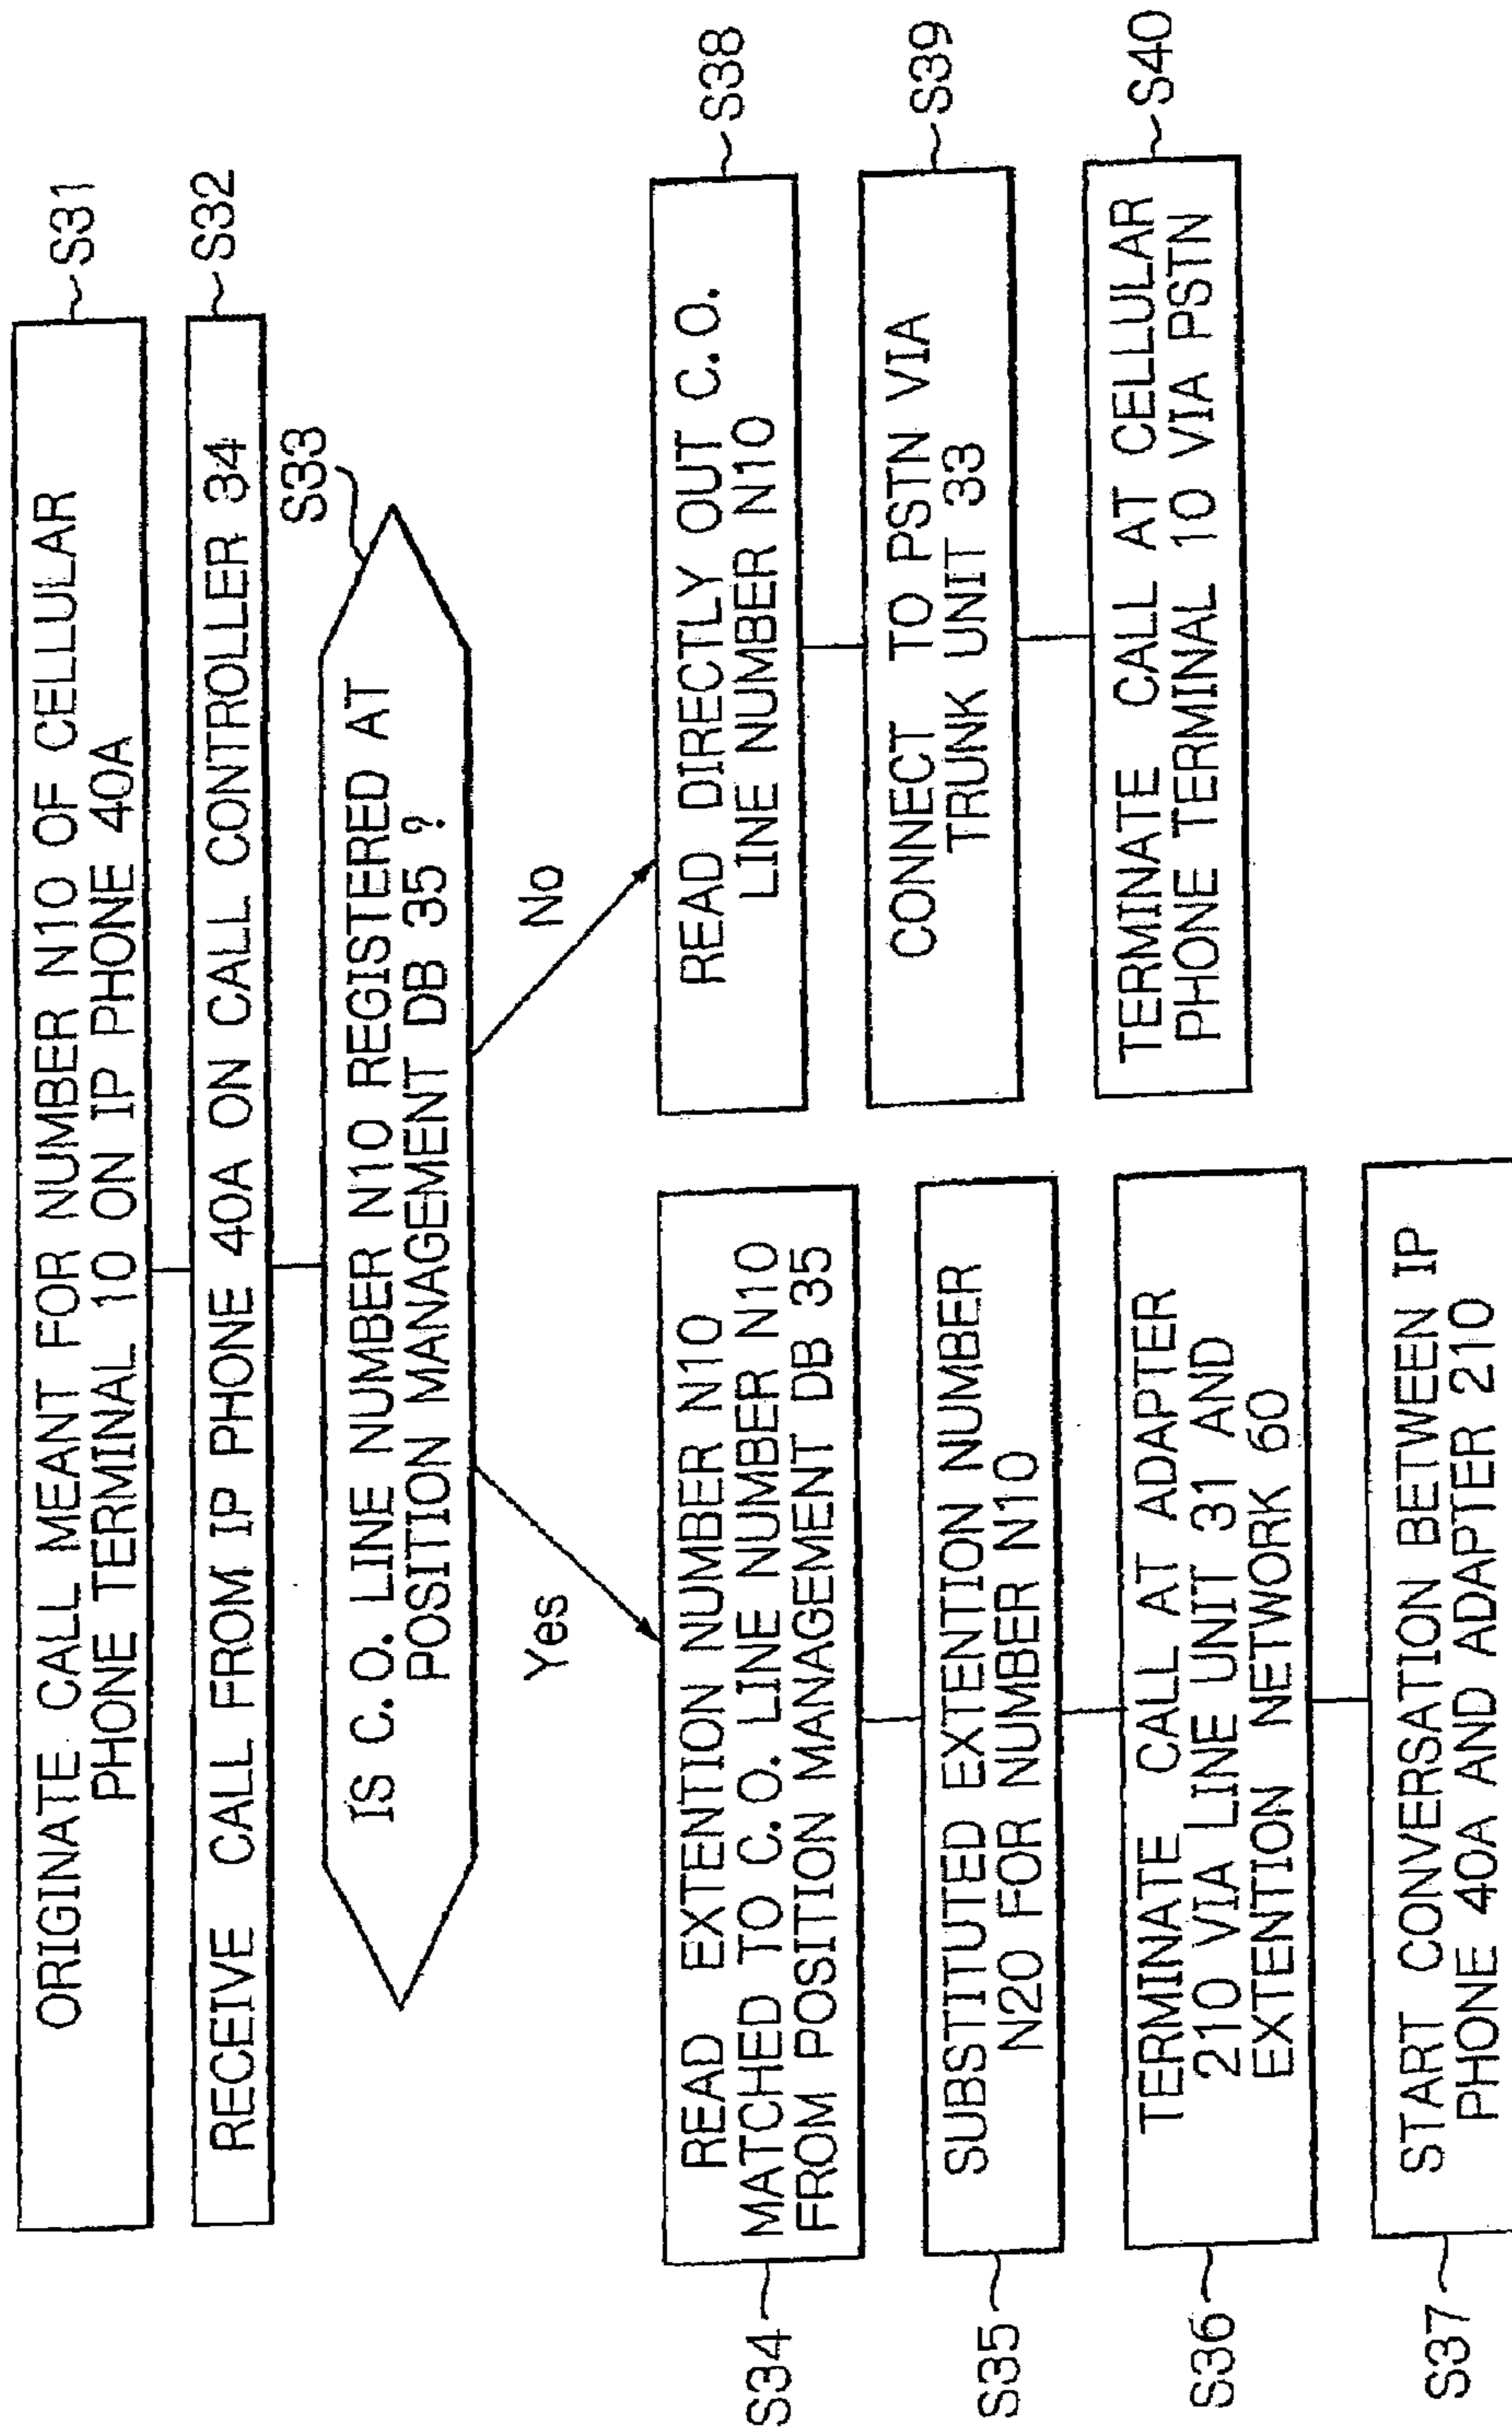 ORIGINATE CALL MEANT FOR NUMBER N10 OF CELLULAR
PHONE TERMINAL 10 ON IP PHONE 40A
S31
RECEIVE CALL FROM IP PHONE 40A ON CALL CONTROLLER 34
S32
S33
IS C.O. LINE NUMBER N10 REGISTERED AT
POSITION MANAGEMENT DB 35 ?
Yes
No
S34
READ EXTENTION NUMBER N10
MATCHED TO C.O. LINE NUMBER N10
FROM POSITION MANAGEMENT DB 35
S35
SUBSTITUTED EXTENTION NUMBER
N20 FOR NUMBER N10
S36
TERMINATE CALL AT ADAPTER
210 VIA LINE UNIT 31 AND
EXTENTION NETWORK 60
S37
START CONVERSATION BETWEEN IP
PHONE 40A AND ADAPTER 210
READ DIRECTLY OUT C.O.
LINE NUMBER N10
S38
CONNECT TO PSTN VIA
TRUNK UNIT 33
S39
TERMINATE CALL AT CELLULAR
PHONE TERMINAL 10 VIA PSTN
S40